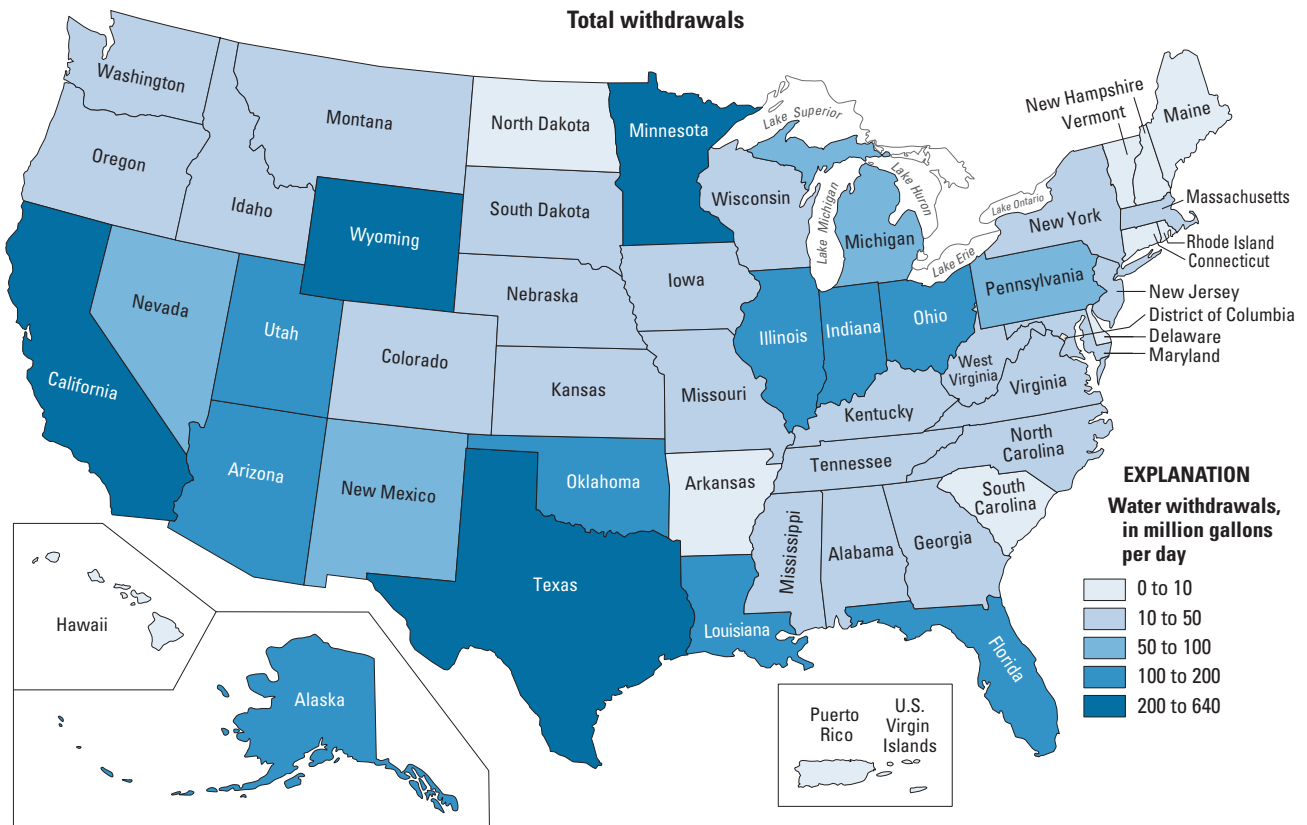 Total withdrawals
Washington
Oregon
Idaho
Montana
North Dakota
Minnesota
Lake Superior
New Hampshire
Vermont
Maine
Wyoming
South Dakota
Wisconsin
Lake Michigan
Lake Huron
Michigan
Lake Ontario
Lake Erie
New York
Massachusetts
Rhode Island
Connecticut
Pennsylvania
New Jersey
District of Columbia
Delaware
Maryland
California
Nevada
Utah
Colorado
Nebraska
Iowa
Illinois
Indiana
Ohio
West
Virginia
Virginia
Kansas
Missouri
Kentucky
Arizona
New Mexico
Oklahoma
Arkansas
Tennessee
North
Carolina
South
Carolina
Texas
Louisiana
Mississippi
Alabama
Georgia
Florida
Hawaii
Alaska
Puerto
Rico
U.S.
Virgin
Islands
EXPLANATION
Water withdrawals,
in million gallons
per day
0 to 10
10 to 50
50 to 100
100 to 200
200 to 640